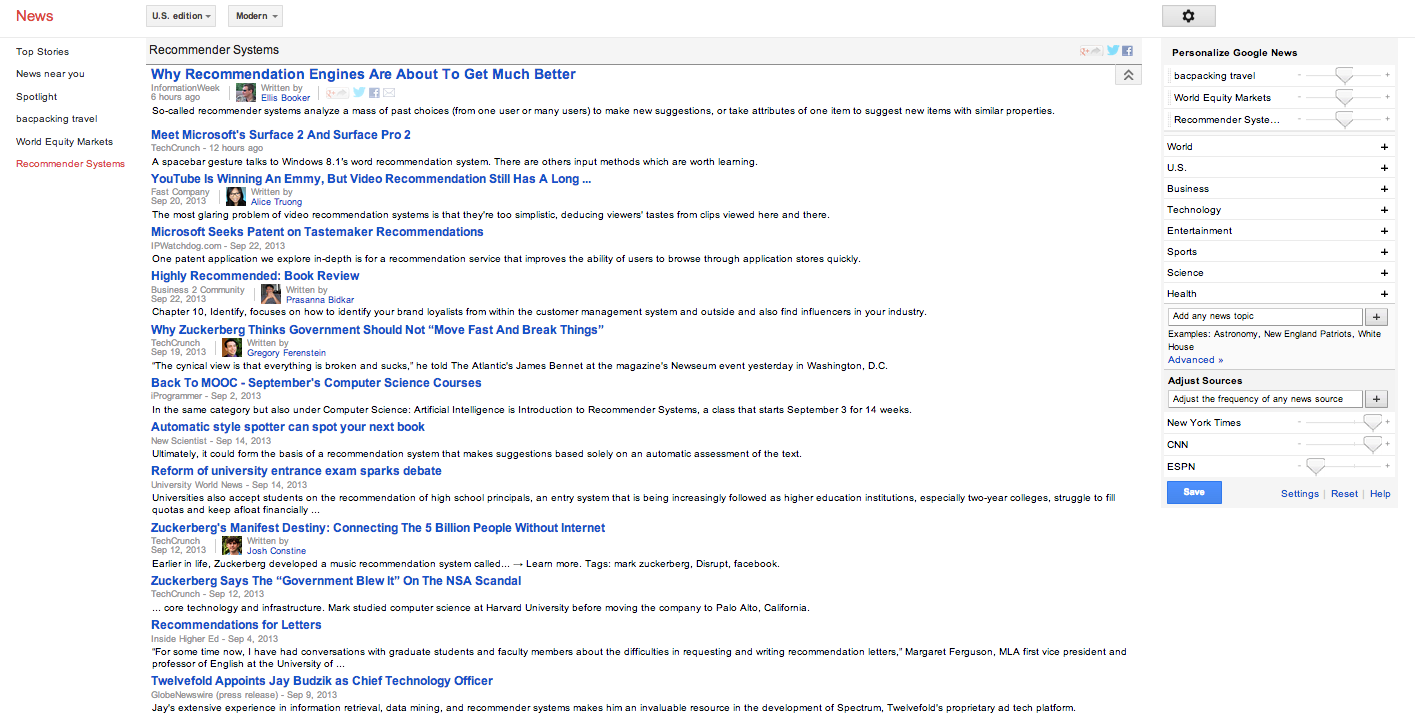 News
U.S. edition
Modern
Top Stories
News near you
Spotlight
bacpacking travel
World Equity Markets
Recommender Systems
Recommender Systems
Why Recommendation Engines Are About To Get Much Better
InformationWeek
6 hours ago
Written by
Ellis Booker
So-called recommender systems analyze a mass of past choices (from one user or many users) to make new suggestions, or take attributes of one item to suggest new items with similar properties.
Meet Microsoft's Surface 2 And Surface Pro 2
TechCrunch - 12 hours ago
A spacebar gesture talks to Windows 8.1's word recommendation system. There are others input methods which are worth learning.
YouTube Is Winning An Emmy, But Video Recommendation Still Has A Long ...
Fast Company
Sep 20, 2013
Written by
Alice Truong
The most glaring problem of video recommendation systems is that they're too simplistic, deducing viewers' tastes from clips viewed here and there.
Microsoft Seeks Patent on Tastemaker Recommendations
IPWatchdog.com - Sep 22, 2013
One patent application we explore in-depth is for a recommendation service that improves the ability of users to browse through application stores quickly.
Highly Recommended: Book Review
Business 2 Community
Sep 22, 2013
Written by
Prasanna Bidkar
Chapter 10, Identify, focuses on how to identify your brand loyalists from within the customer management system and outside and also find influencers in your industry.
Why Zuckerberg Thinks Government Should Not “Move Fast And Break Things”
TechCrunch
Sep 19, 2013
Written by
Gregory Ferenstein
“The cynical view is that everything is broken and sucks,” he told The Atlantic's James Bennet at the magazine's Newseum event yesterday in Washington, D.C.
Back To MOOC - September's Computer Science Courses
iProgrammer - Sep 2, 2013
In the same category but also under Computer Science: Artificial Intelligence is Introduction to Recommender Systems, a class that starts September 3 for 14 weeks.
Automatic style spotter can spot your next book
New Scientist - Sep 14, 2013
Ultimately, it could form the basis of a recommendation system that makes suggestions based solely on an automatic assessment of the text.
Reform of university entrance exam sparks debate
University World News - Sep 14, 2013
Universities also accept students on the recommendation of high school principals, an entry system that is being increasingly followed as higher education institutions, especially two-year colleges, struggle to fill
quotas and keep afloat financially ...
Zuckerberg's Manifest Destiny: Connecting The 5 Billion People Without Internet
TechCrunch
Sep 12, 2013
Written by
Josh Constine
Earlier in life, Zuckerberg developed a music recommendation system called... → Learn more. Tags: mark zuckerberg, Disrupt, facebook.
Zuckerberg Says The “Government Blew It” On The NSA Scandal
TechCrunch - Sep 12, 2013
... core technology and infrastructure. Mark studied computer science at Harvard University before moving the company to Palo Alto, California.
Recommendations for Letters
Inside Higher Ed - Sep 4, 2013
“For some time now, I have had conversations with graduate students and faculty members about the difficulties in requesting and writing recommendation letters,” Margaret Ferguson, MLA first vice president and
professor of English at the University of ...
Twelvefold Appoints Jay Budzik as Chief Technology Officer
GlobeNewswire (press release) - Sep 9, 2013
Jay's extensive experience in information retrieval, data mining, and recommender systems makes him an invaluable resource in the development of Spectrum, Twelvefold's proprietary ad tech platform.
Personalize Google News
bacpacking travel - +
World Equity Markets - +
Recommender Syste... - +
World +
U.S. +
Business +
Technology +
Entertainment +
Sports +
Science +
Health +
Add any news topic +
Examples: Astronomy, New England Patriots, White
House
Advanced »
Adjust Sources
Adjust the frequency of any news source +
New York Times - +
CNN - +
ESPN - +
Save
Settings | Reset | Help